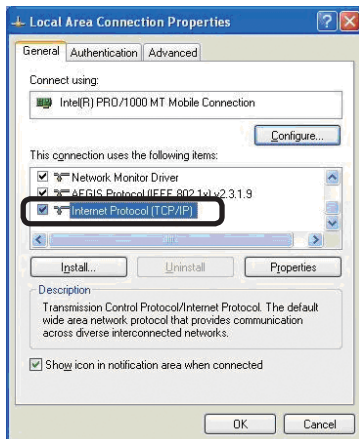 Local Area Connection Properties
General Authentication Advanced
Connect using:
Intel(R) PRO/1000 MT Mobile Connection
Configure...
This connection uses the following items:
Network Monitor Driver
AEGIS Protocol (IEEE 802.1x) v2.3.1.9
Internet Protocol (TCP/IP)
Install... Uninstall Properties
Description
Transmission Control Protocol/Internet Protocol. The default
wide area network protocol that provides communication
across diverse interconnected networks.
Show icon in notification area when connected
OK Cancel